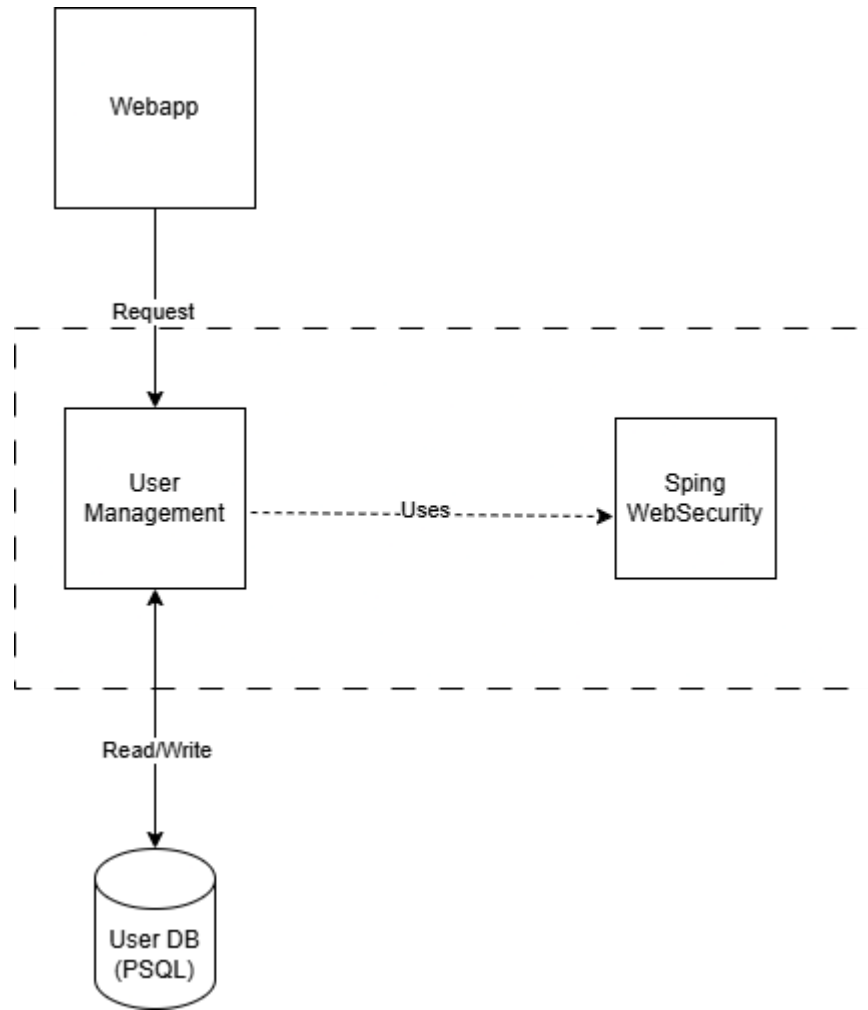 Webapp
Request
User
Management
Uses
Sping
WebSecurity
Read/Write
User DB
(PSQL)